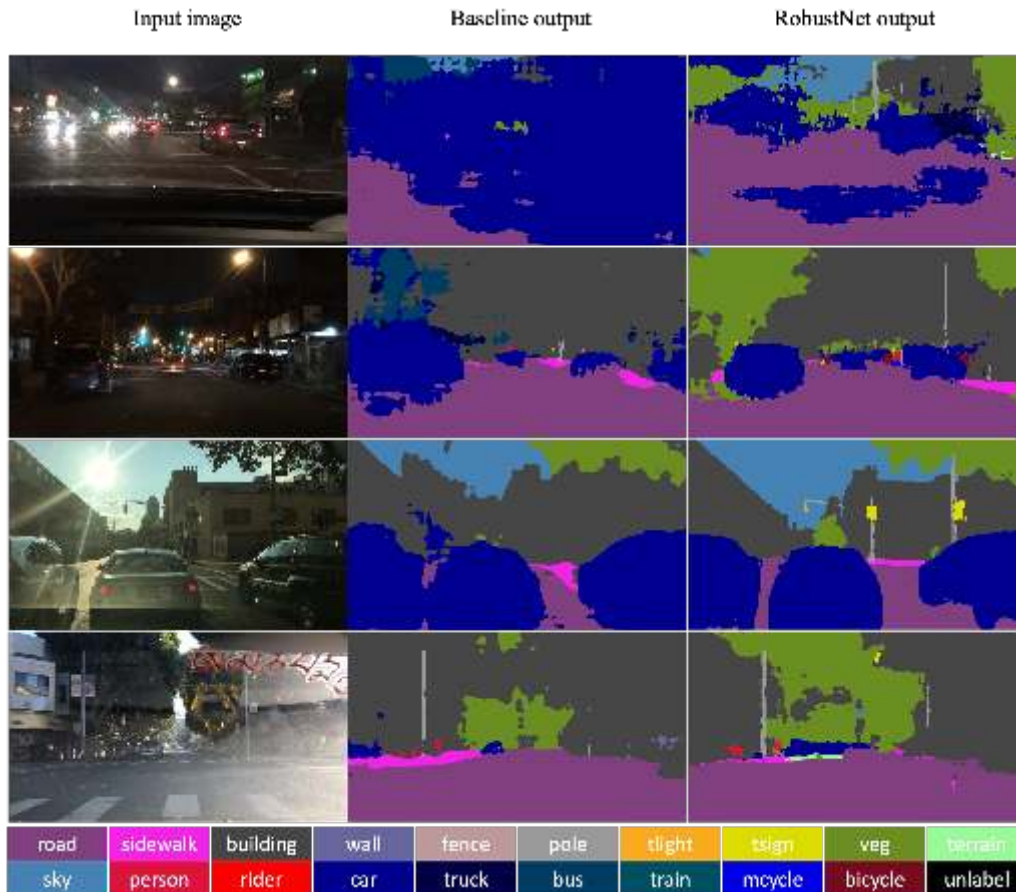 Input image Baseline output RobustNet output
road sidewalk building wall fence pole tlight tsign veg terrain
sky person rider car truck bus train mcycle bicycle unlabel